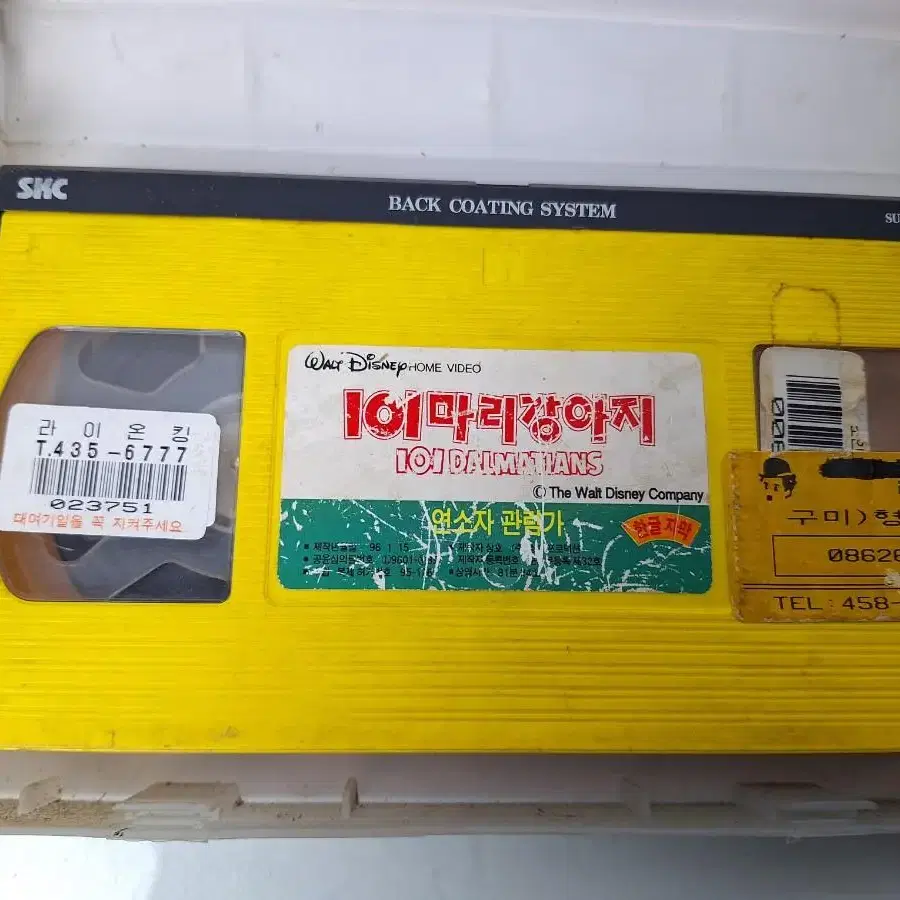 SKC
BACK COATING SYSTEM
SU
WALT DISNEY HOME VIDEO
101마리강아지
101 DALMATIANS
© The Walt Disney Company
연소자 관람가
한글 자막
라이온킹
T.435-6777
023751
대여기일을 꼭 지켜주세요
구미)형
0862
TEL:458-